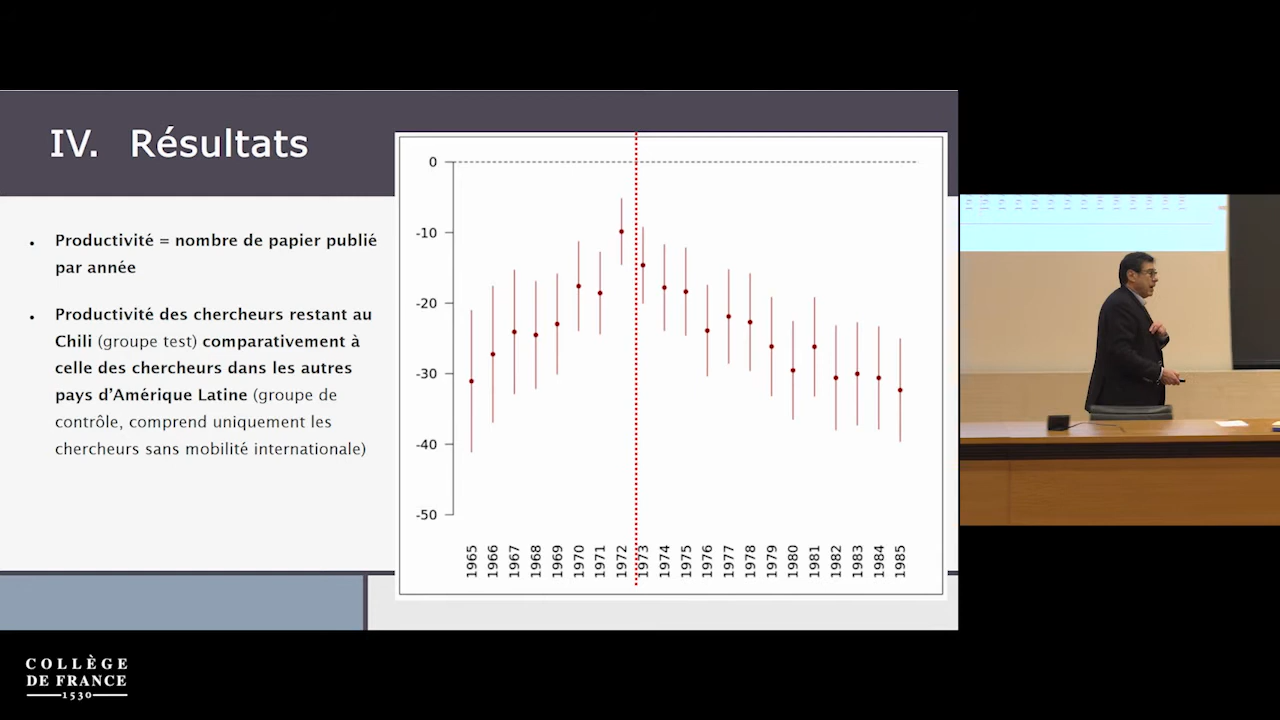 IV. Résultats
• Productivité = nombre de papier publié
par année
• Productivité des chercheurs restant au
Chili (groupe test) comparativement à
celle des chercheurs dans les autres
pays d'Amérique Latine (groupe de
contrôle, comprend uniquement les
chercheurs sans mobilité internationale)
0
-10
-20
-30
-40
-50
1965
1966
1967
1968
1969
1970
1971
1972
1973
1974
1975
1976
1977
1978
1979
1980
1981
1982
1983
1984
1985
COLLÈGE
DE FRANCE
1530